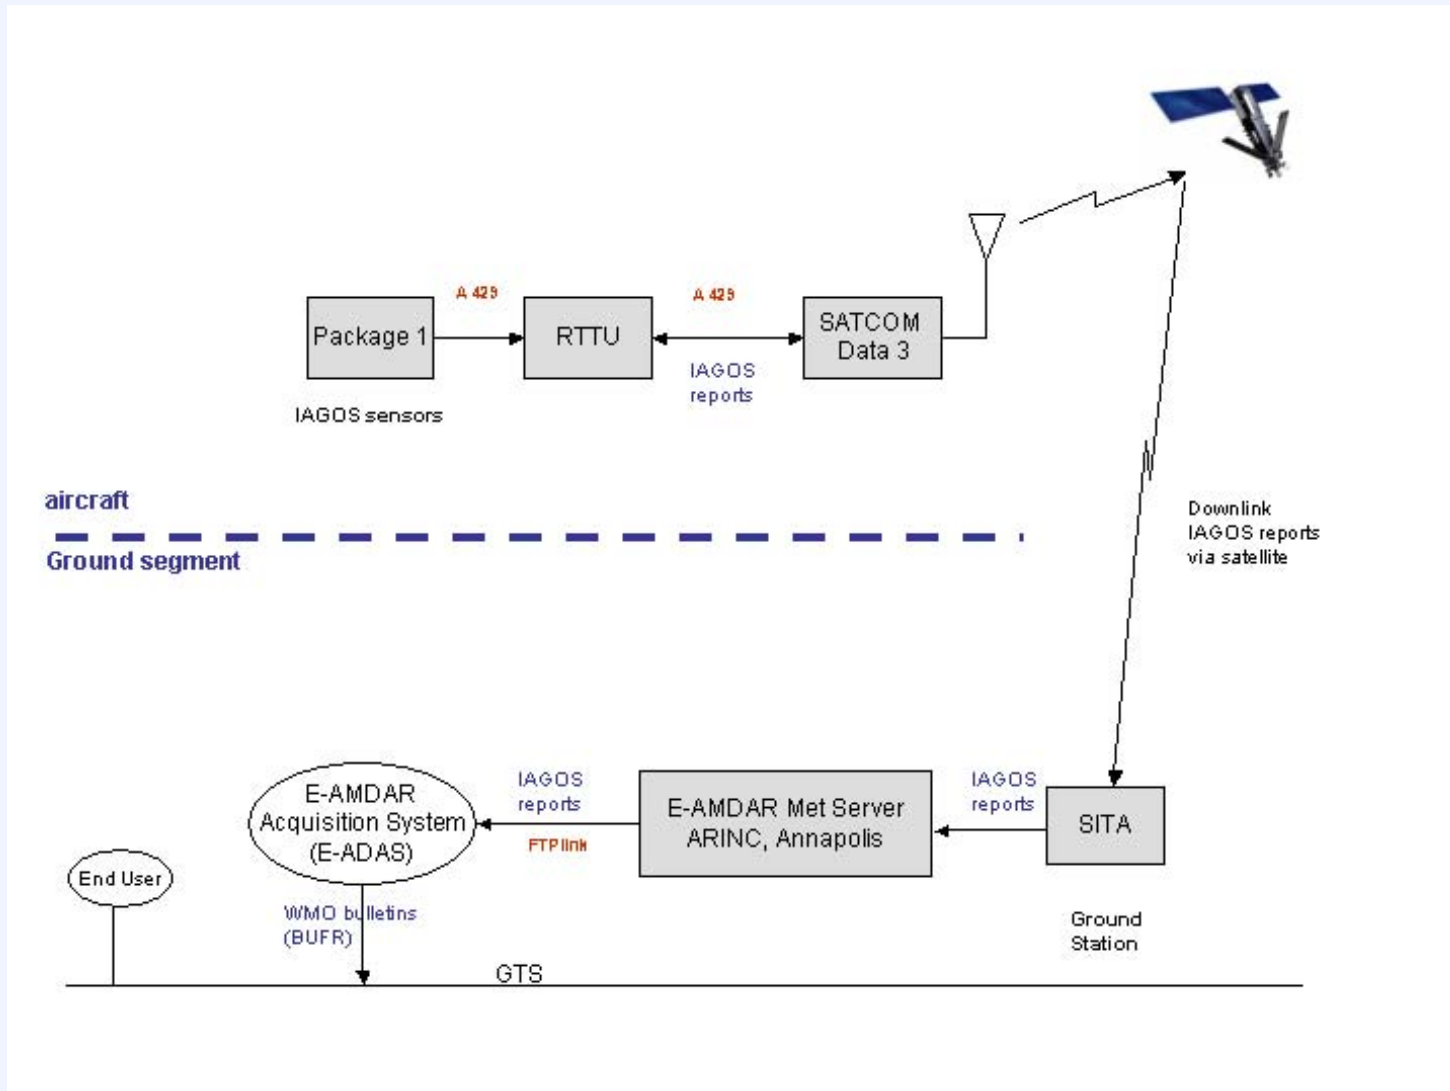 A 429
A 429
Package 1
RTTU
SATCOM
Data 3
IAGOS
reports
IAGOS sensors
aircraft
Ground segment
Downlink
IAGOS reports
via satellite
E-AMDAR
Acquisition System
(E-ADAS)
IAGOS
reports
FTP link
E-AMDAR Met Server
ARINC, Annapolis
IAGOS
reports
SITA
End User
WMO bulletins
(BUFR)
Ground
Station
GTS